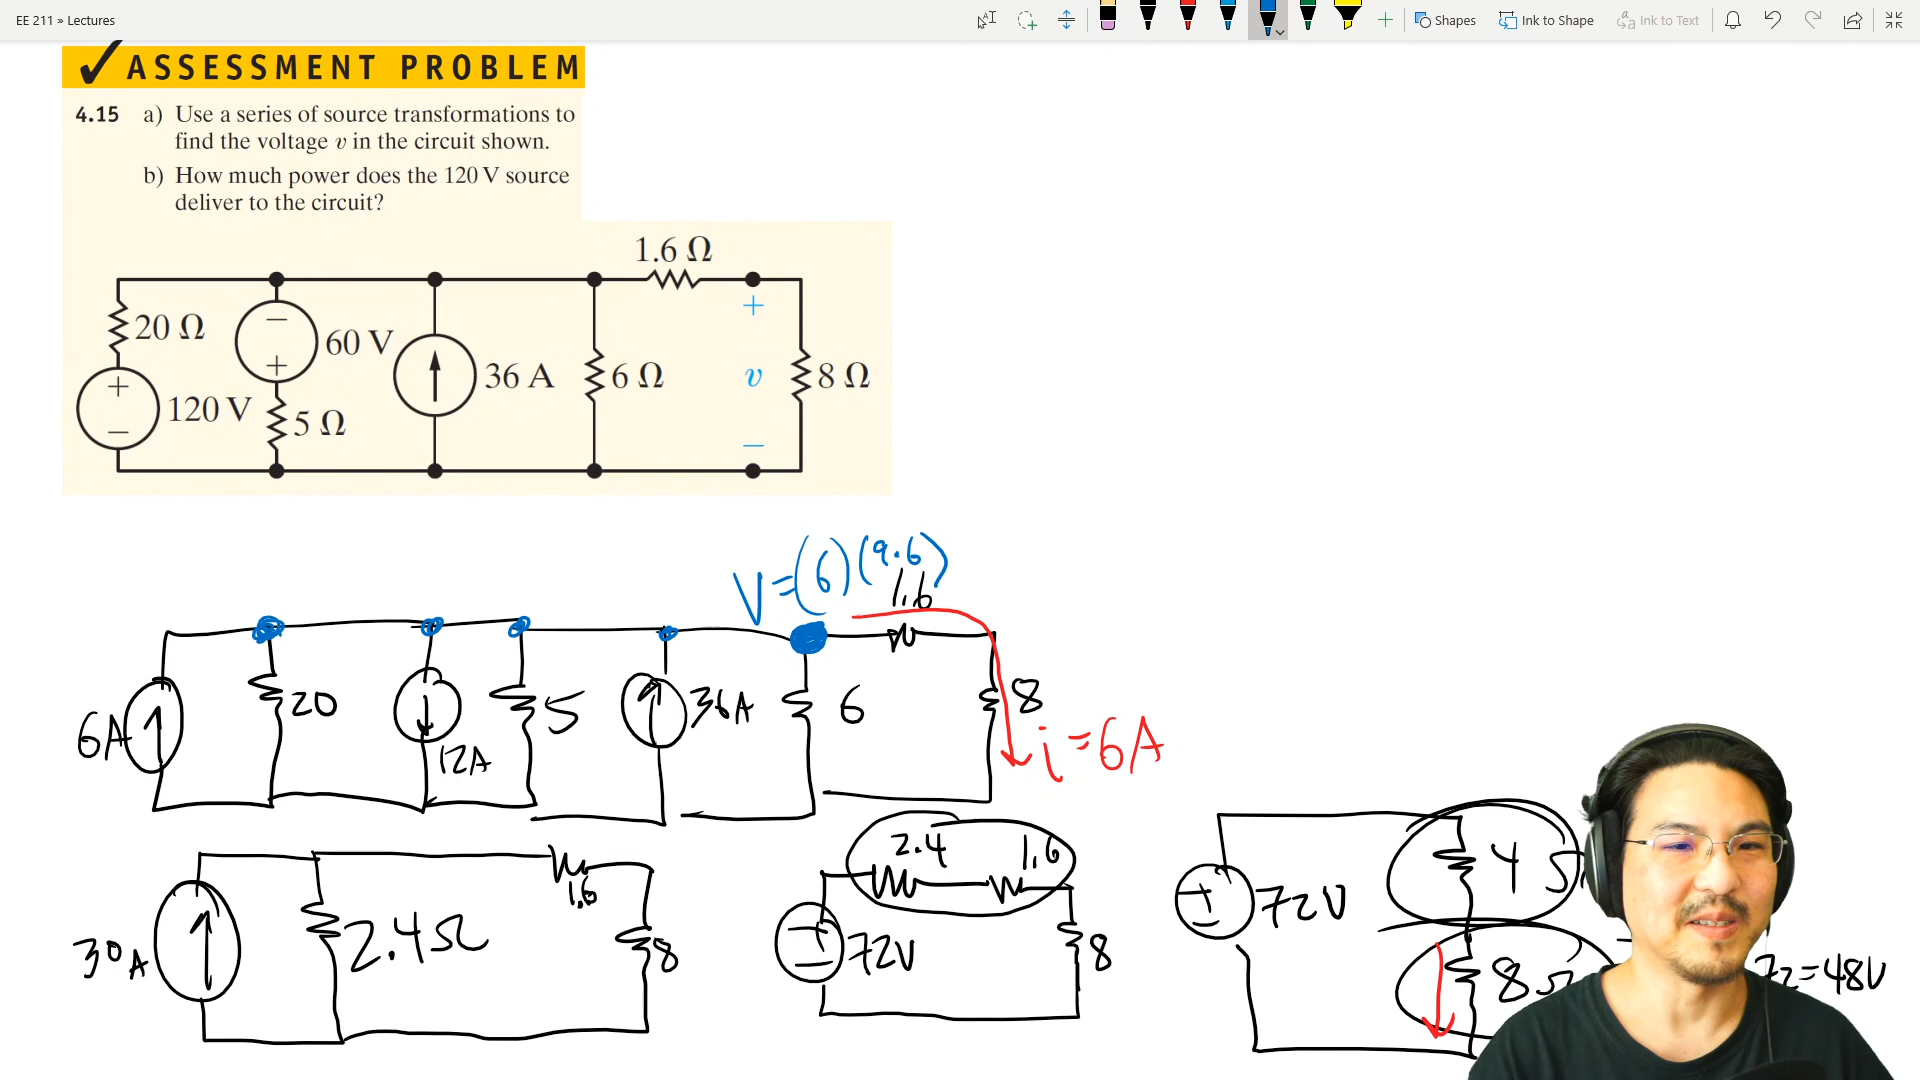 EE 211 » Lectures
Shapes
Ink to Shape
Ink to Text
ASSESSMENT PROBLEM
4.15 a) Use a series of source transformations to
find the voltage v in the circuit shown.
b) How much power does the 120 V source
deliver to the circuit?
1.6 Ω
20 Ω
−
60 V
+
+
120 V
−
5 Ω
36 A
6 Ω
+
v
−
8 Ω
V=(6)(9.6)
1.6
6A
20
12A
5
36A
6
8
i=6A
30A
2.4Ω
1.6
8
2.4
1.6
+
−
72V
8
+
−
72V
4
8Ω
72=48V